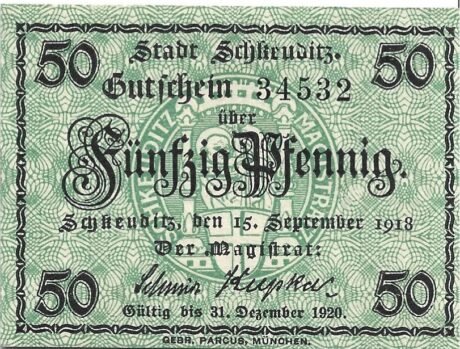 50 Stadt Schkeuditz. 50
Gutschein 34532
über
Fünfzig Pfennig.
Schkeuditz, den 15. September 1918
Der Magistrat:
50 50
Gültig bis 31. Dezember 1920.
GEBR. PARCUS, MÜNCHEN.